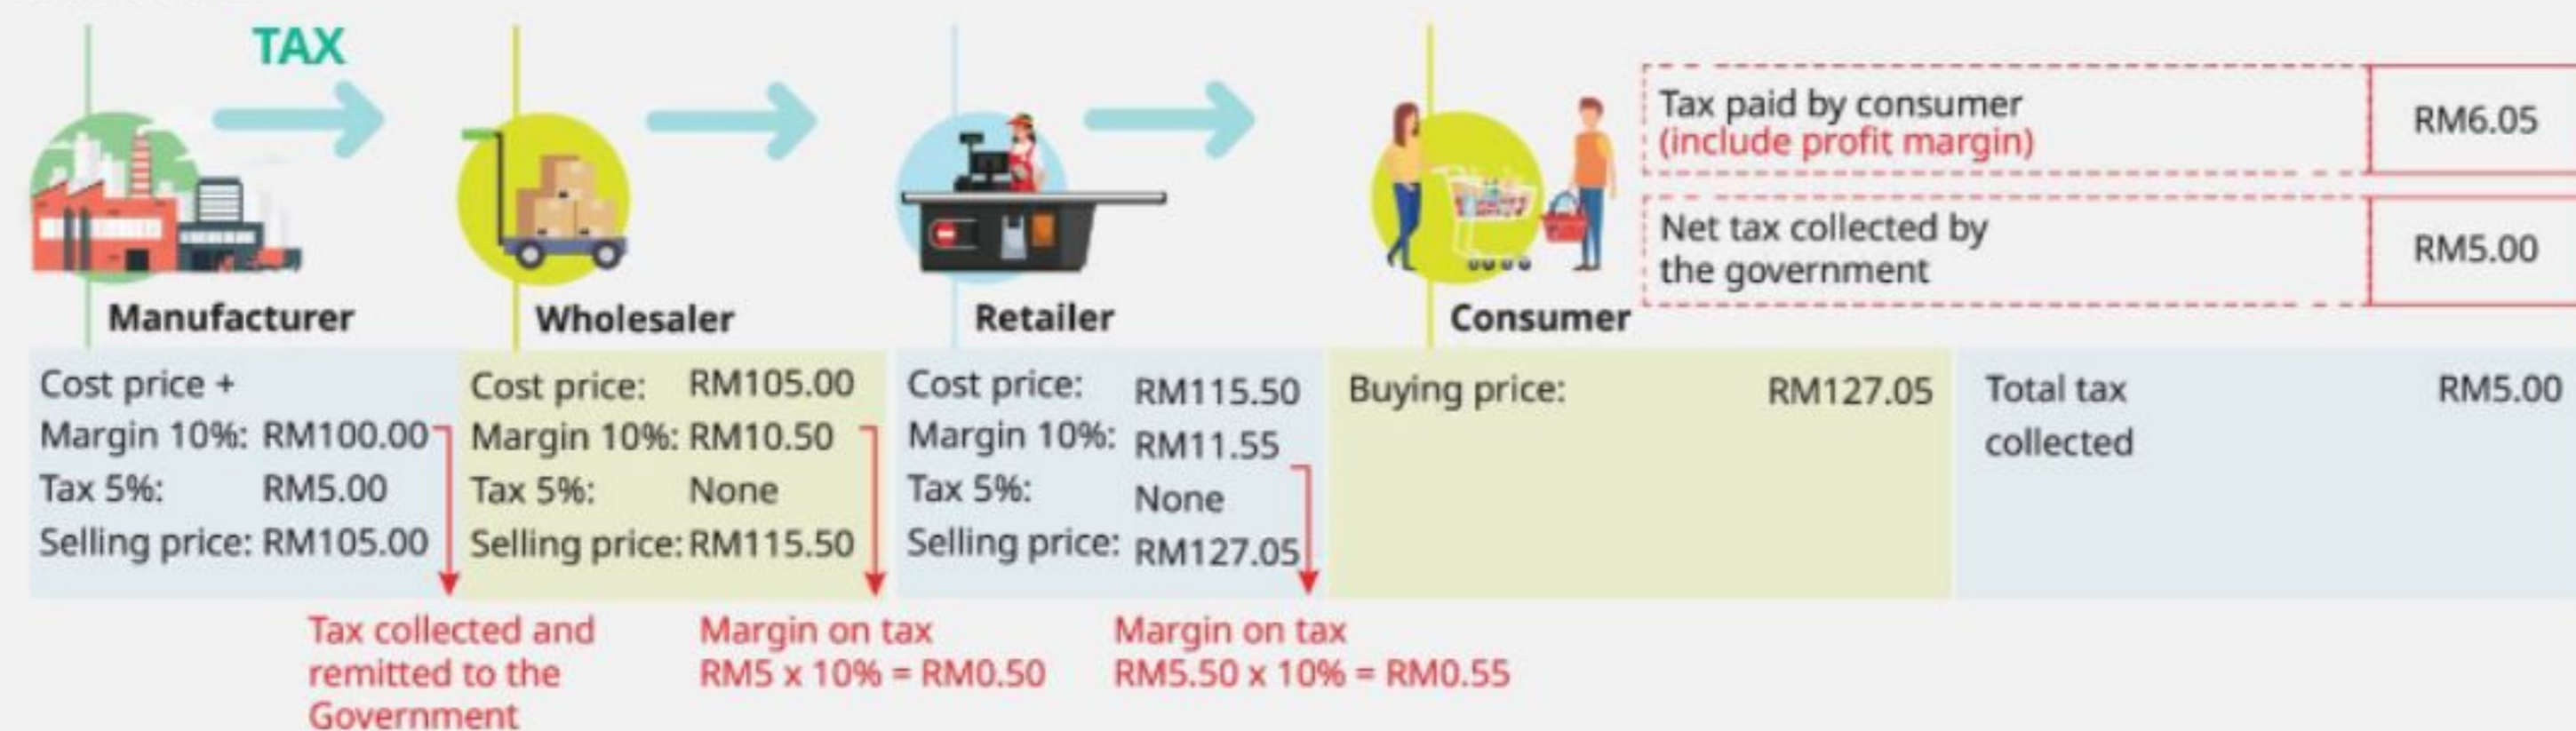 TAX
Tax paid by consumer
(include profit margin)
RM6.05
Net tax collected by
the government
RM5.00
Manufacturer
Wholesaler
Retailer
Consumer
Cost price +
Margin 10%: RM100.00
Tax 5%: RM5.00
Selling price: RM105.00
Cost price: RM105.00
Margin 10%: RM10.50
Tax 5%: None
Selling price: RM115.50
Cost price: RM115.50
Margin 10%: RM11.55
Tax 5%: None
Selling price: RM127.05
Buying price: RM127.05
Total tax RM5.00
collected
Tax collected and
remitted to the
Government
Margin on tax
RM5 x 10% = RM0.50
Margin on tax
RM5.50 x 10% = RM0.55